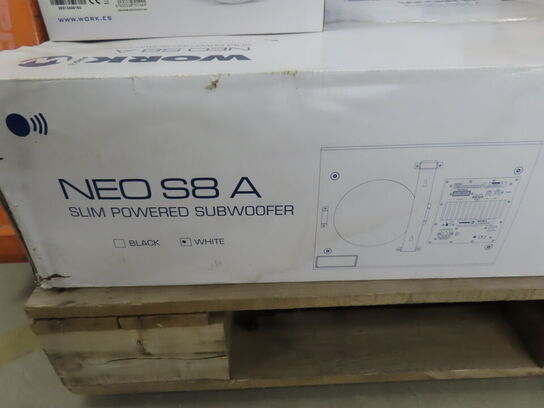 WWW.WORK.ES
WORK
NEO S8 A
NEO S8 A
SLIM POWERED SUBWOOFER
BLACK
WHITE